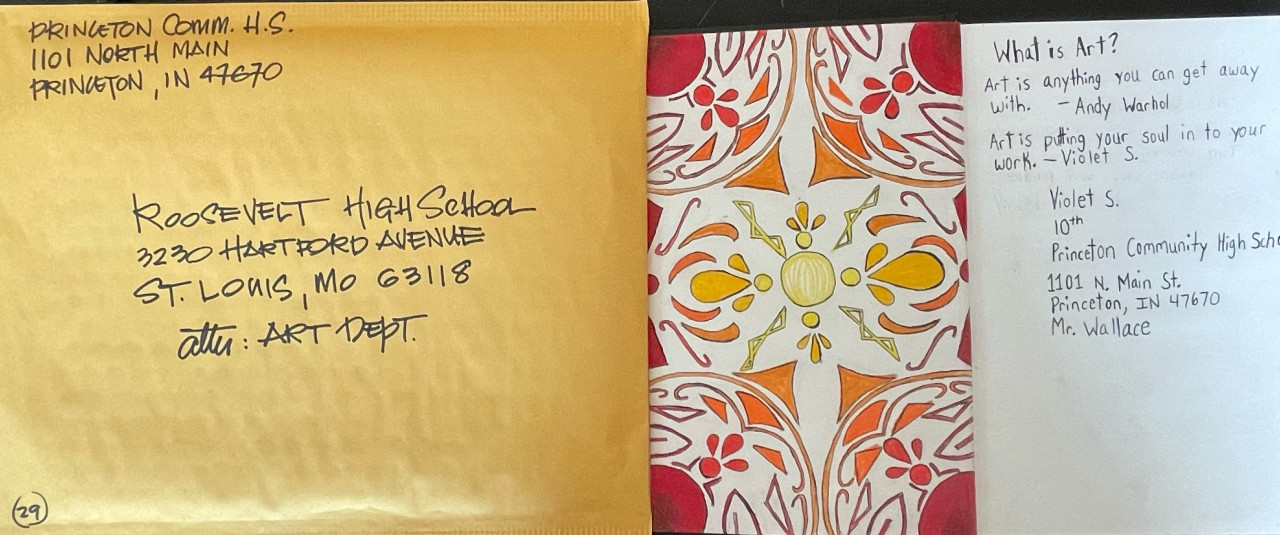 PRINCETON COMM. H.S.
1101 NORTH MAIN
PRINCETON, IN 47670
ROOSEVELT HIGH SCHOOL
3230 HARTFORD AVENUE
ST. LOUIS, MO 63118
attn: ART DEPT.
29
What is Art?
Art is anything you can get away
with. - Andy Warhol
Art is putting your soul in to your
work. - Violet S.
Violet S.
10th
Princeton Community High Scho
1101 N. Main St.
Princeton, IN 47670
Mr. Wallace